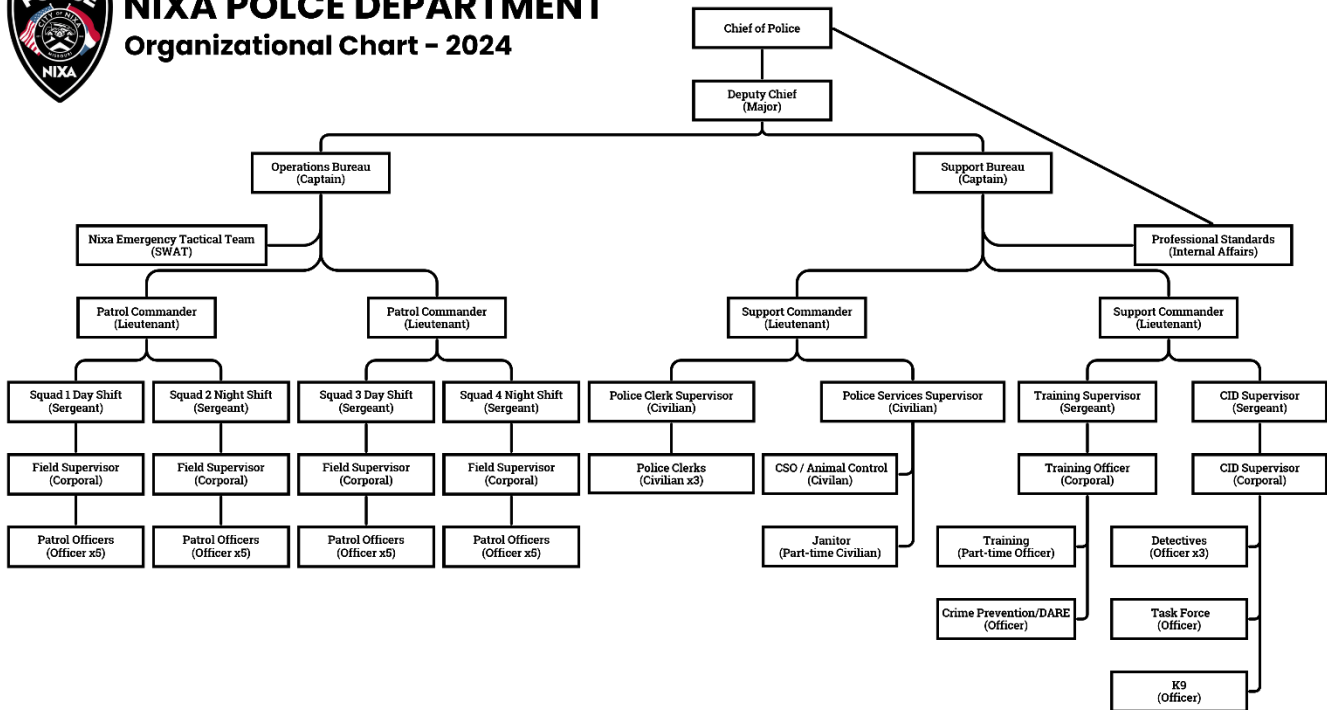 NIXA POLCE DEPARTMENT
Organizational Chart - 2024
CITY OF NIXA
MISSOURI
NIXA
Chief of Police
Deputy Chief
(Major)
Operations Bureau
(Captain)
Support Bureau
(Captain)
Nixa Emergency Tactical Team
(SWAT)
Professional Standards
(Internal Affairs)
Patrol Commander
(Lieutenant)
Patrol Commander
(Lieutenant)
Support Commander
(Lieutenant)
Support Commander
(Lieutenant)
Squad 1 Day Shift
(Sergeant)
Squad 2 Night Shift
(Sergeant)
Squad 3 Day Shift
(Sergeant)
Squad 4 Night Shift
(Sergeant)
Police Clerk Supervisor
(Civilian)
Police Services Supervisor
(Civilian)
Training Supervisor
(Sergeant)
CID Supervisor
(Sergeant)
Field Supervisor
(Corporal)
Field Supervisor
(Corporal)
Field Supervisor
(Corporal)
Field Supervisor
(Corporal)
Police Clerks
(Civilian x3)
CSO / Animal Control
(Civilan)
Training Officer
(Corporal)
CID Supervisor
(Corporal)
Patrol Officers
(Officer x5)
Patrol Officers
(Officer x5)
Patrol Officers
(Officer x5)
Patrol Officers
(Officer x5)
Janitor
(Part-time Civilian)
Training
(Part-time Officer)
Detectives
(Officer x3)
Crime Prevention/DARE
(Officer)
Task Force
(Officer)
K9
(Officer)